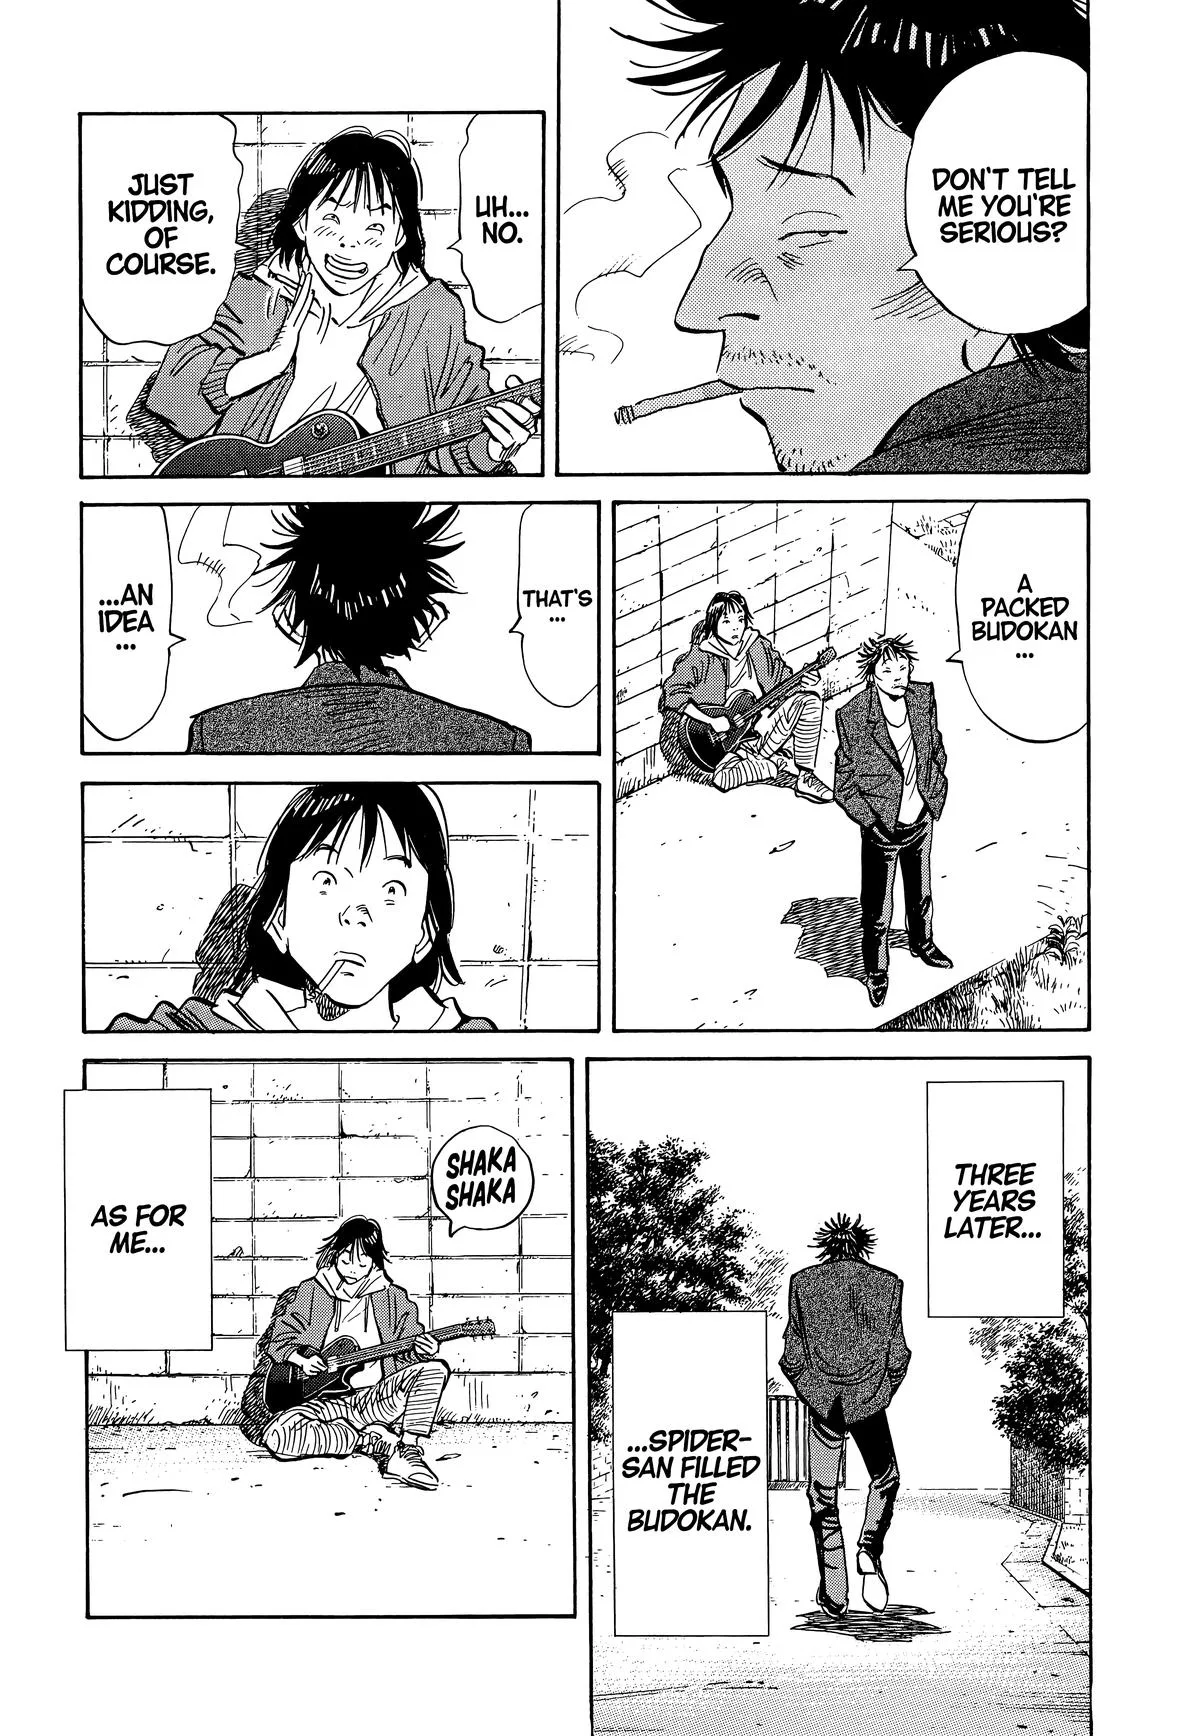 DON'T TELL
ME YOU'RE
SERIOUS?
UH...
NO.
JUST
KIDDING,
OF
COURSE.
A
PACKED
BUDOKAN
...
THAT'S
...
...AN
IDEA
...
THREE
YEARS
LATER...
...SPIDER-
SAN FILLED
THE
BUDOKAN.
SHAKA
SHAKA
AS FOR
ME...